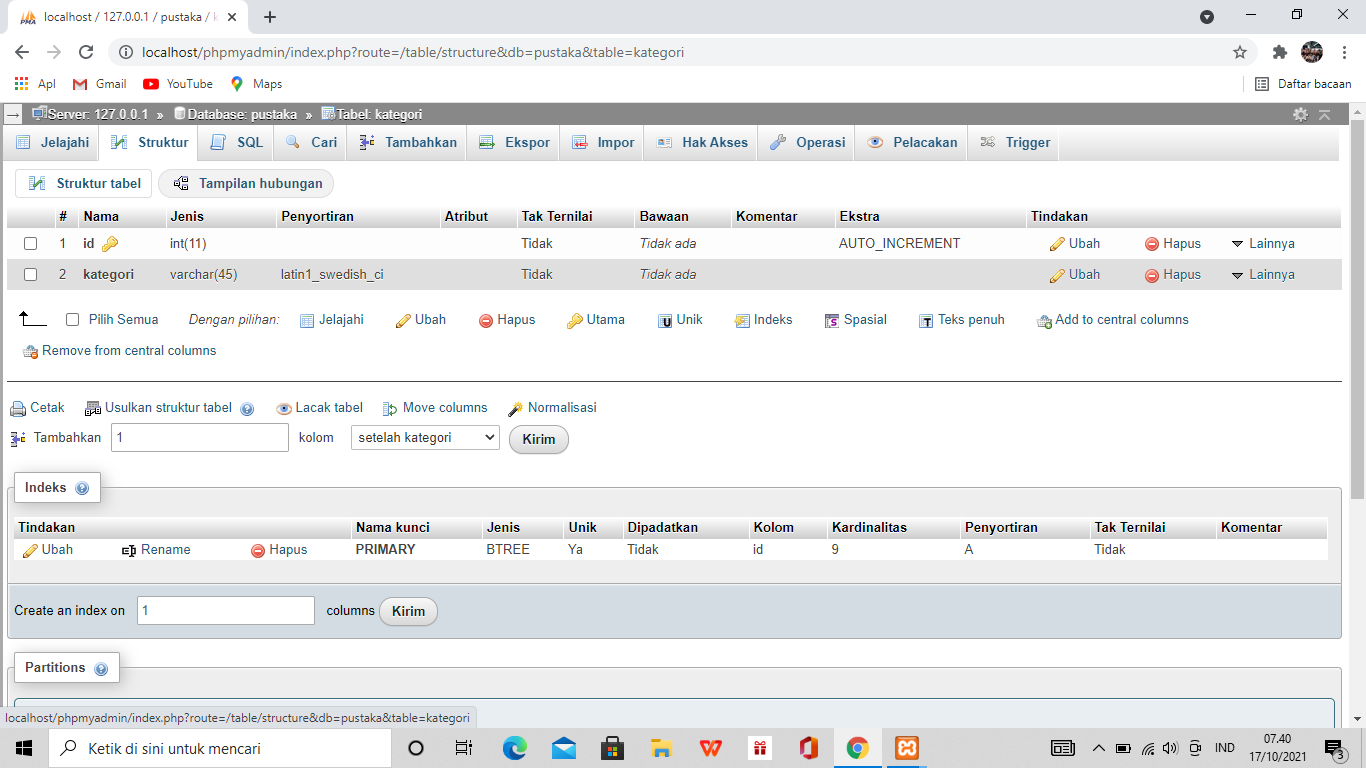 localhost / 127.0.0.1 / pustaka / k
localhost/phpmyadmin/index.php?route=/table/structure&db=pustaka&table=kategori
Apl Gmail YouTube Maps Daftar bacaan
Server: 127.0.0.1 » Database: pustaka » Tabel: kategori
Jelajahi Struktur SQL Cari Tambahkan Ekspor Impor Hak Akses Operasi Pelacakan Trigger
Struktur tabel Tampilan hubungan
# Nama Jenis Penyortiran Atribut Tak Ternilai Bawaan Komentar Ekstra Tindakan
1 id int(11) Tidak Tidak ada AUTO_INCREMENT Ubah Hapus Lainnya
2 kategori varchar(45) latin1_swedish_ci Tidak Tidak ada Ubah Hapus Lainnya
Pilih Semua Dengan pilihan: Jelajahi Ubah Hapus Utama Unik Indeks Spasial Teks penuh Add to central columns
Remove from central columns
Cetak Usulkan struktur tabel Lacak tabel Move columns Normalisasi
Tambahkan 1 kolom setelah kategori Kirim
Indeks
Tindakan Nama kunci Jenis Unik Dipadatkan Kolom Kardinalitas Penyortiran Tak Ternilai Komentar
Ubah Rename Hapus PRIMARY BTREE Ya Tidak id 9 A Tidak
Create an index on 1 columns Kirim
Partitions
localhost/phpmyadmin/index.php?route=/table/structure&db=pustaka&table=kategori
Ketik di sini untuk mencari IND 07.40
17/10/2021 3